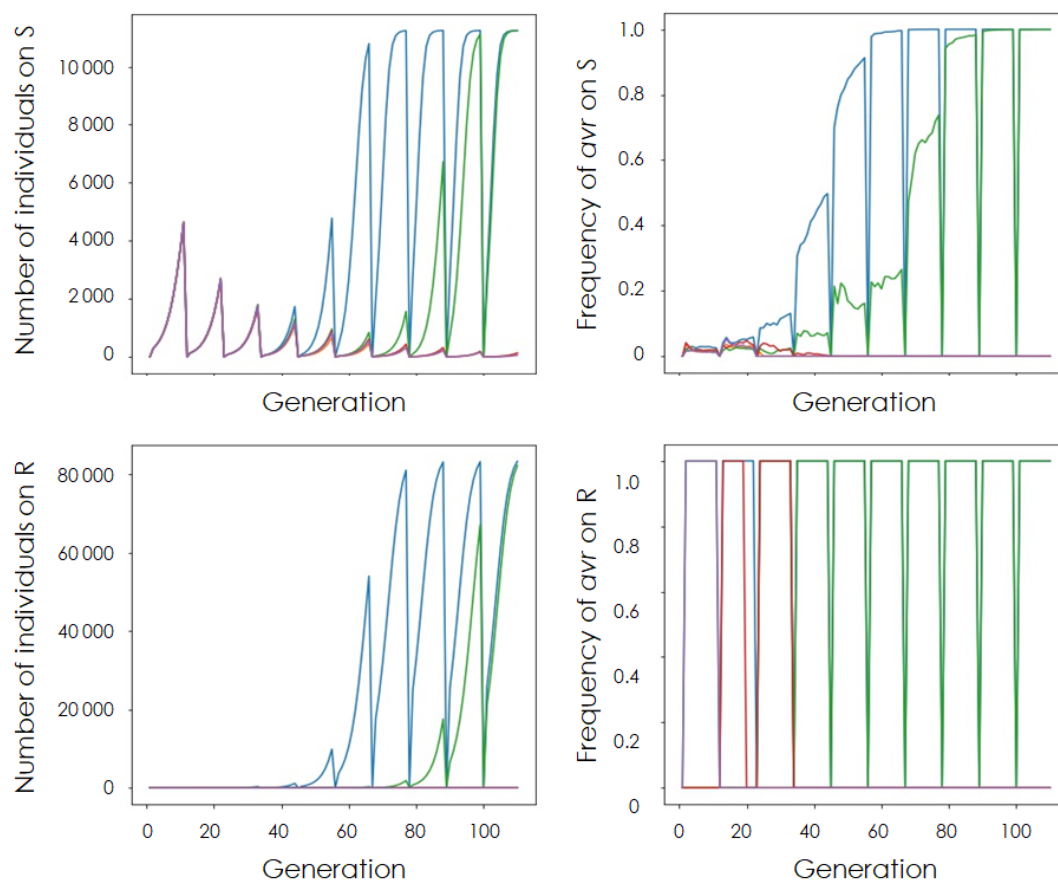 Number of individuals on S
10 000
8 000
6 000
4 000
2 000
0
Generation
Frequency of avr on S
1.0
0.8
0.6
0.4
0.2
0
Generation
Number of individuals on R
80 000
60 000
40 000
20 000
0
0 20 40 60 80 100
Generation
Frequency of avr on R
1.0
0.8
0.6
0.4
0.2
0
0 20 40 60 80 100
Generation